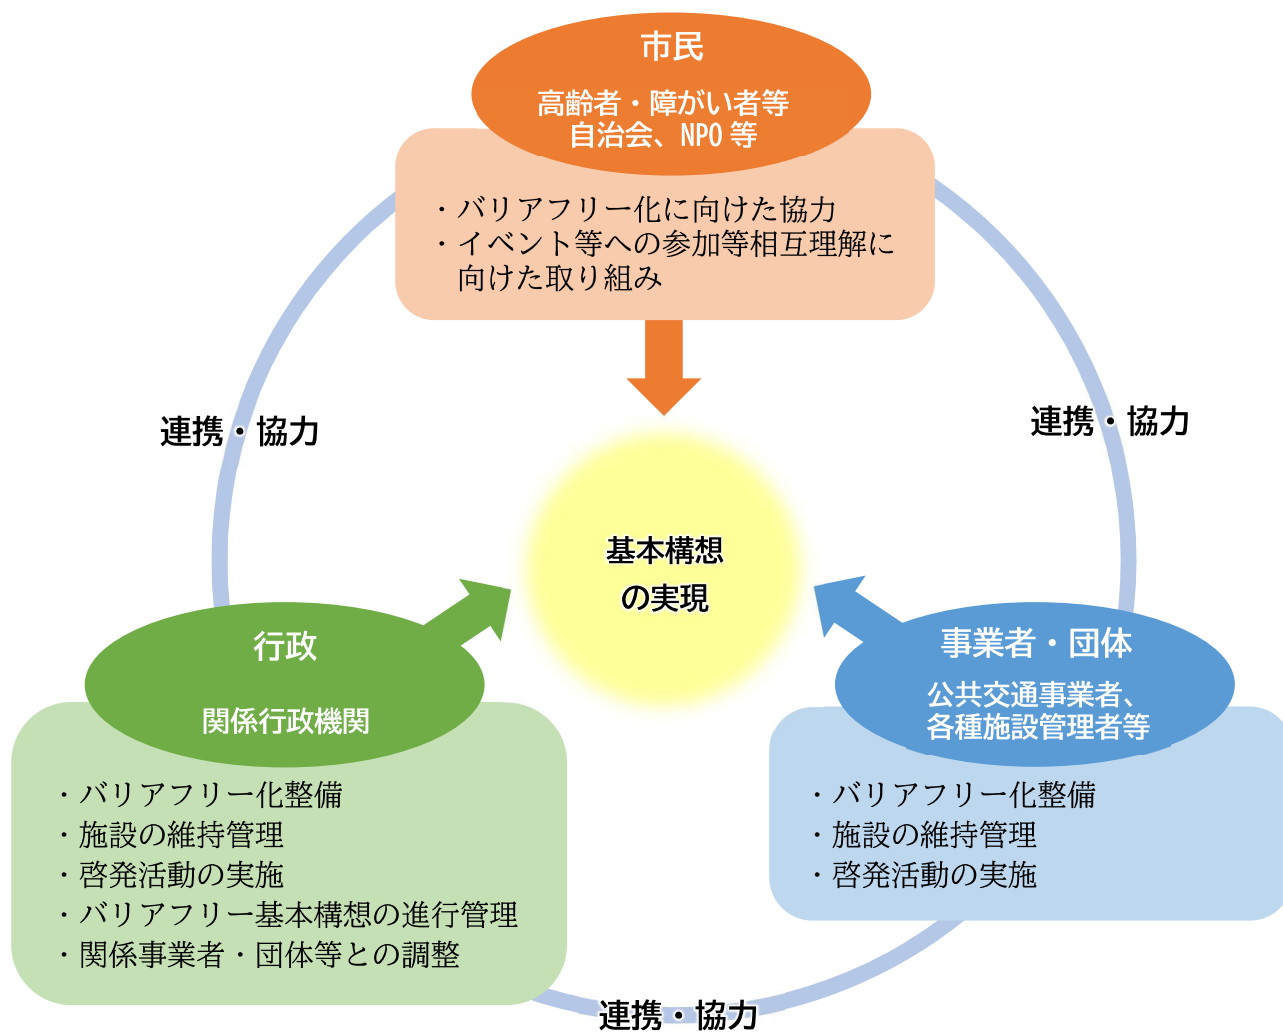 市民
高齢者・障がい者等
自治会、NPO 等
・バリアフリー化に向けた協力
・イベント等への参加等相互理解に
向けた取り組み
連携・協力
連携・協力
基本構想
の実現
行政
関係行政機関
・バリアフリー化整備
・施設の維持管理
・啓発活動の実施
・バリアフリー基本構想の進行管理
・関係事業者・団体等との調整
事業者・団体
公共交通事業者、
各種施設管理者等
・バリアフリー化整備
・施設の維持管理
・啓発活動の実施
連携・協力